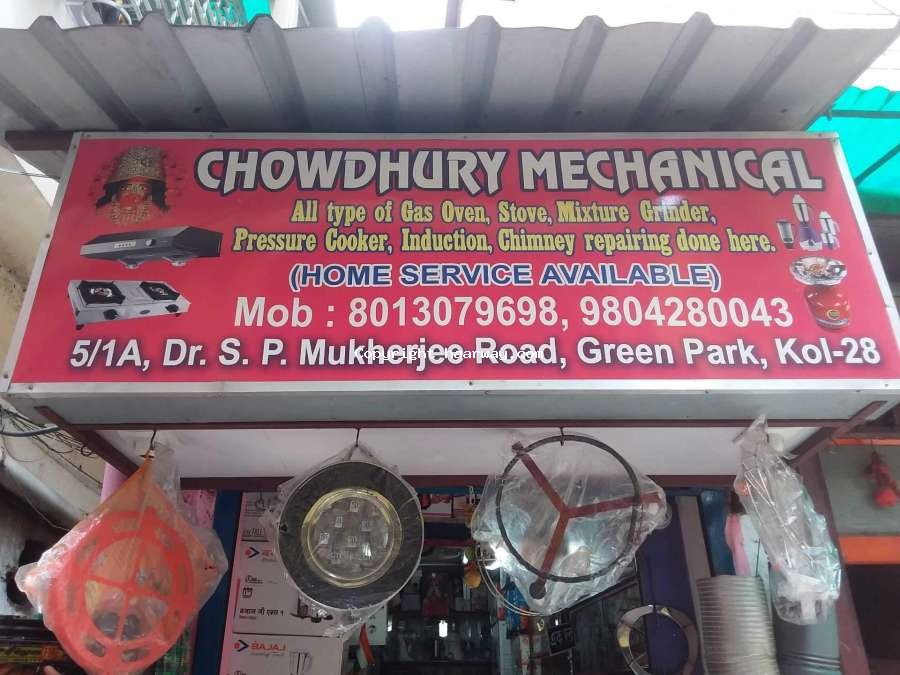 CHOWDHURY MECHANICAL
All type of Gas Oven, Stove, Mixture Grinder,
Pressure Cooker, Induction, Chimney repairing done here.
(HOME SERVICE AVAILABLE)
Mob : 8013079698, 9804280043
5/1A, Dr. S. P. Mukherjee Road, Green Park, Kol-28
BAJAJ